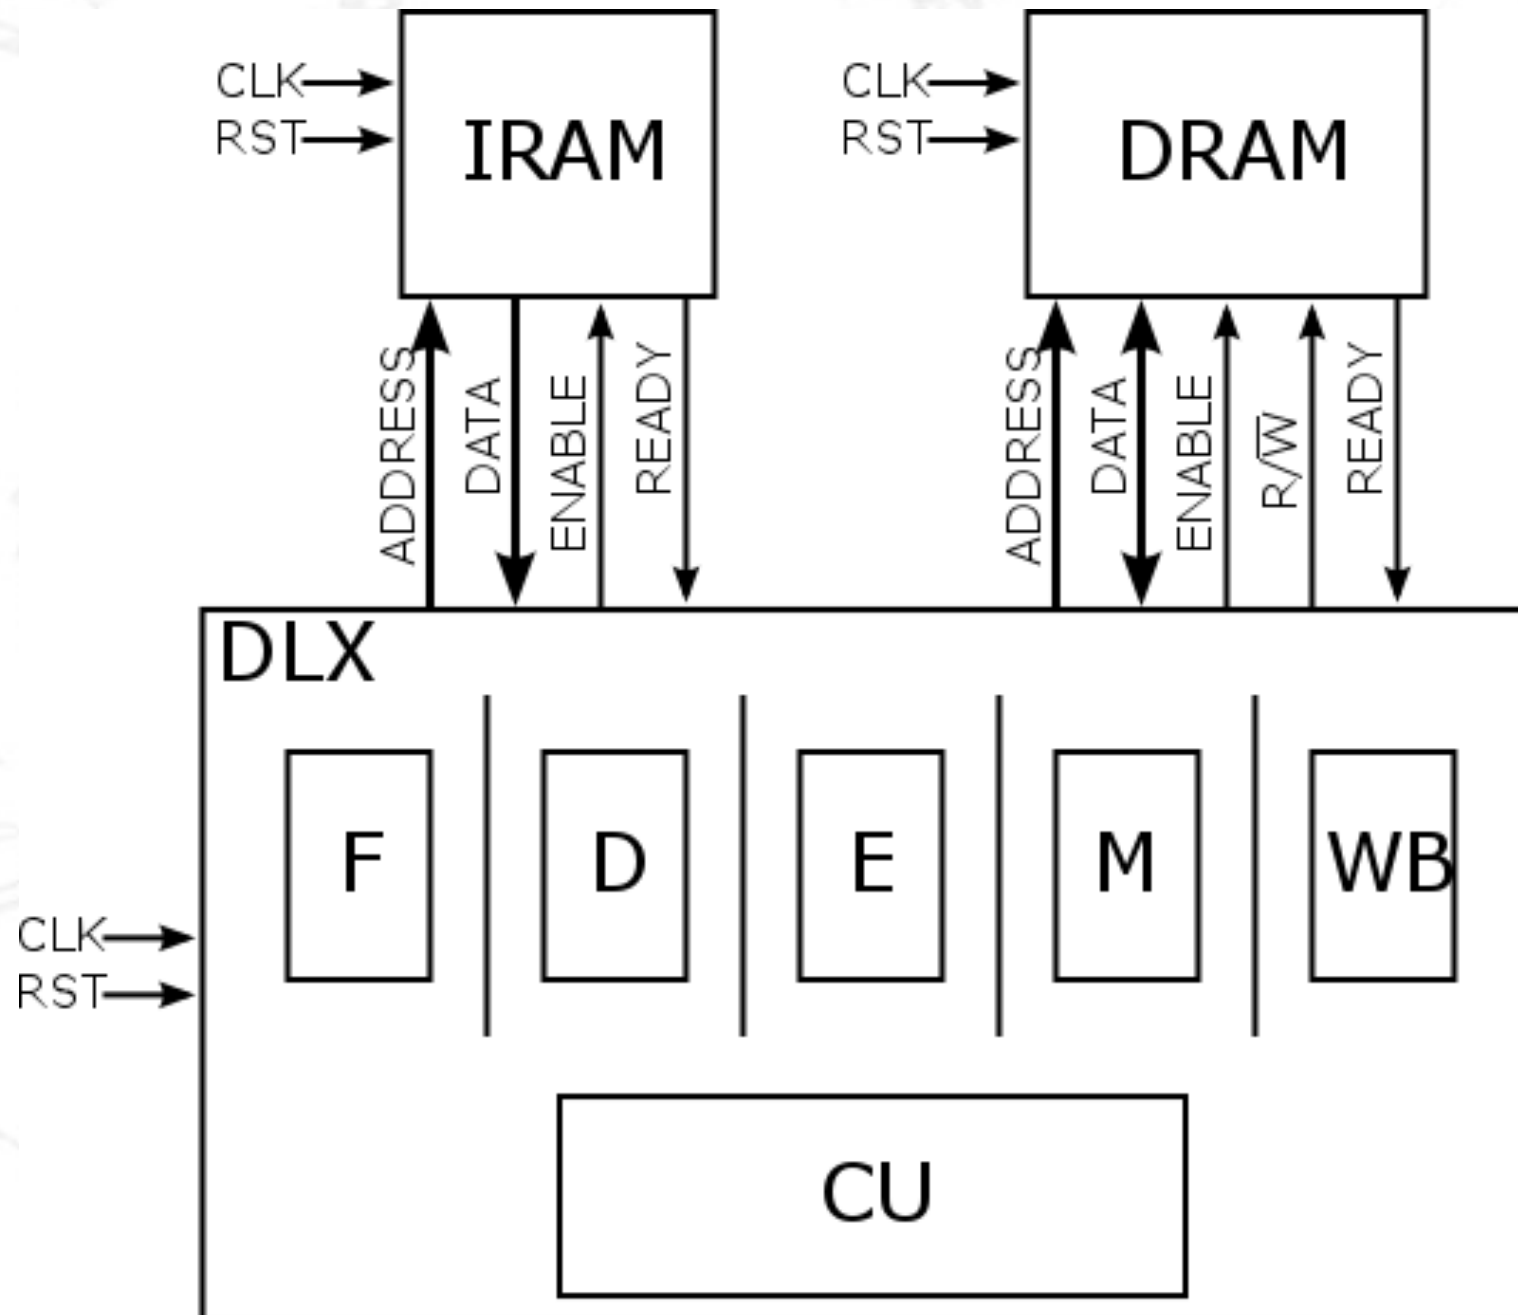 CLK
RST
IRAM
CLK
RST
DRAM
ADDRESS
DATA
ENABLE
READY
ADDRESS
DATA
ENABLE
R/W̅
READY
DLX
F
D
E
M
WB
CLK
RST
CU